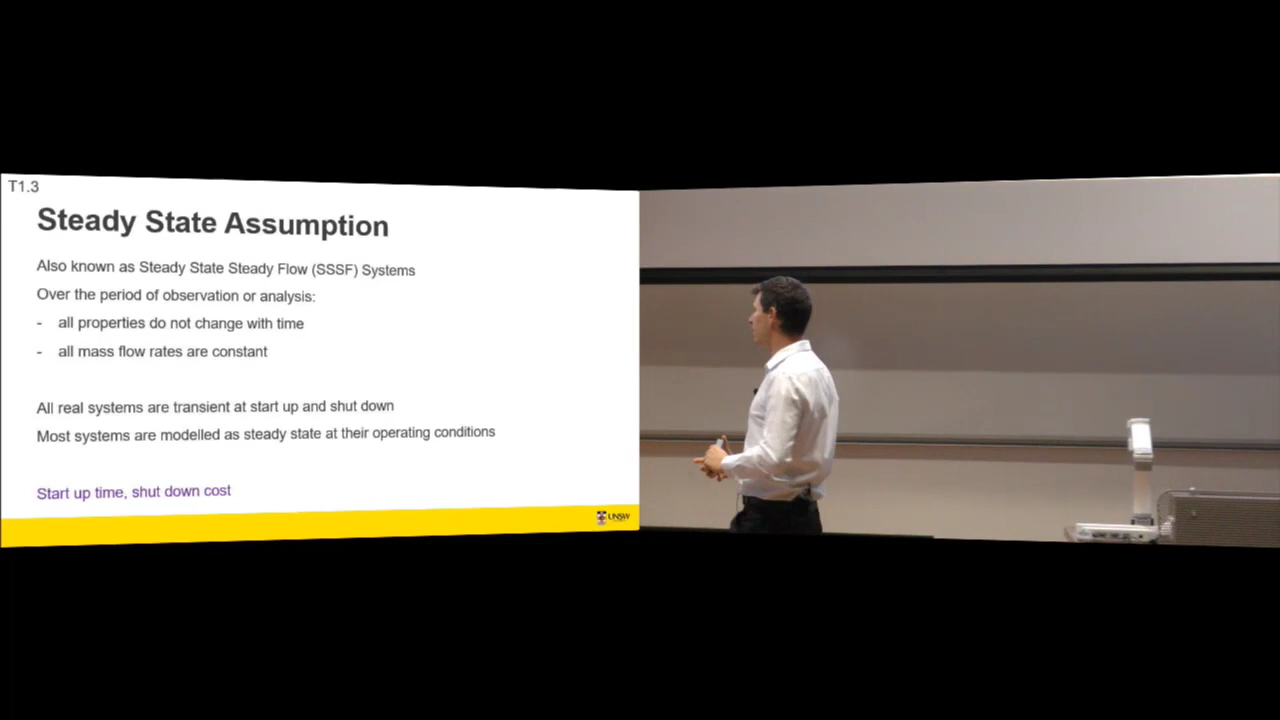 T1.3
Steady State Assumption
Also known as Steady State Steady Flow (SSSF) Systems
Over the period of observation or analysis:
- all properties do not change with time
- all mass flow rates are constant
All real systems are transient at start up and shut down
Most systems are modelled as steady state at their operating conditions
Start up time, shut down cost
UNSW